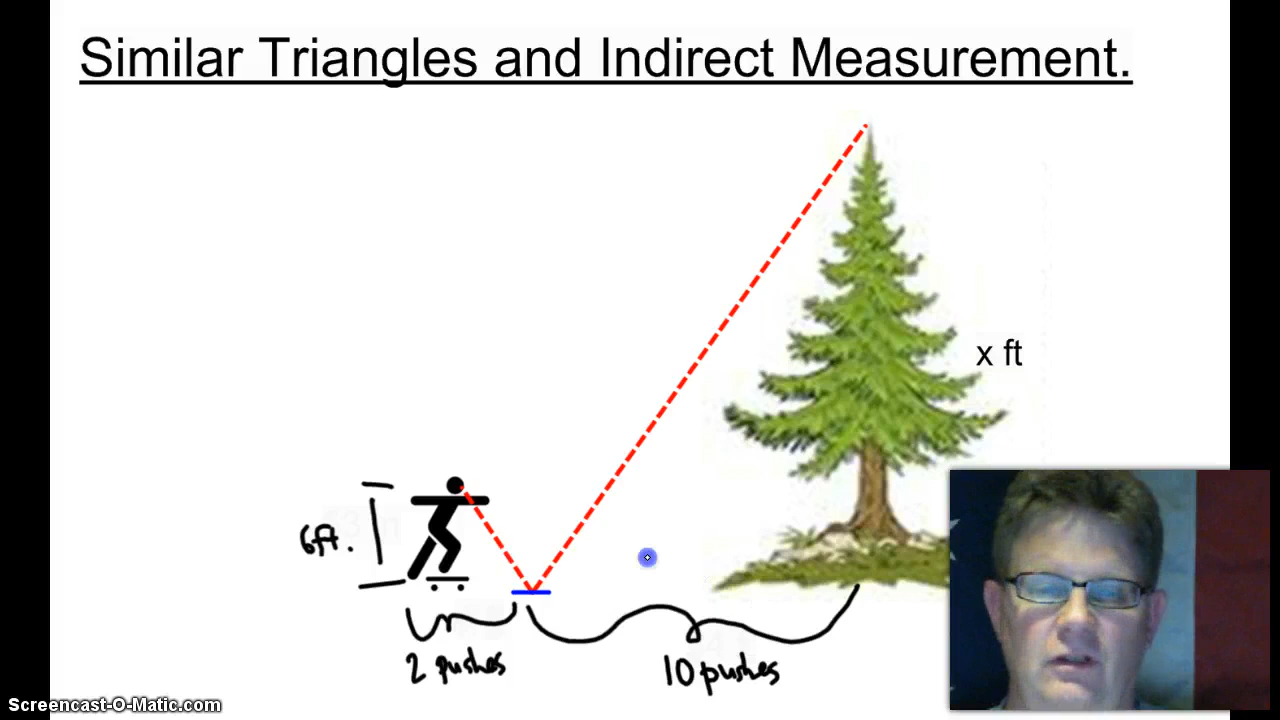 Similar Triangles and Indirect Measurement.
x ft
6ft.
2 pushes
10 pushes
Screencast-O-Matic.com